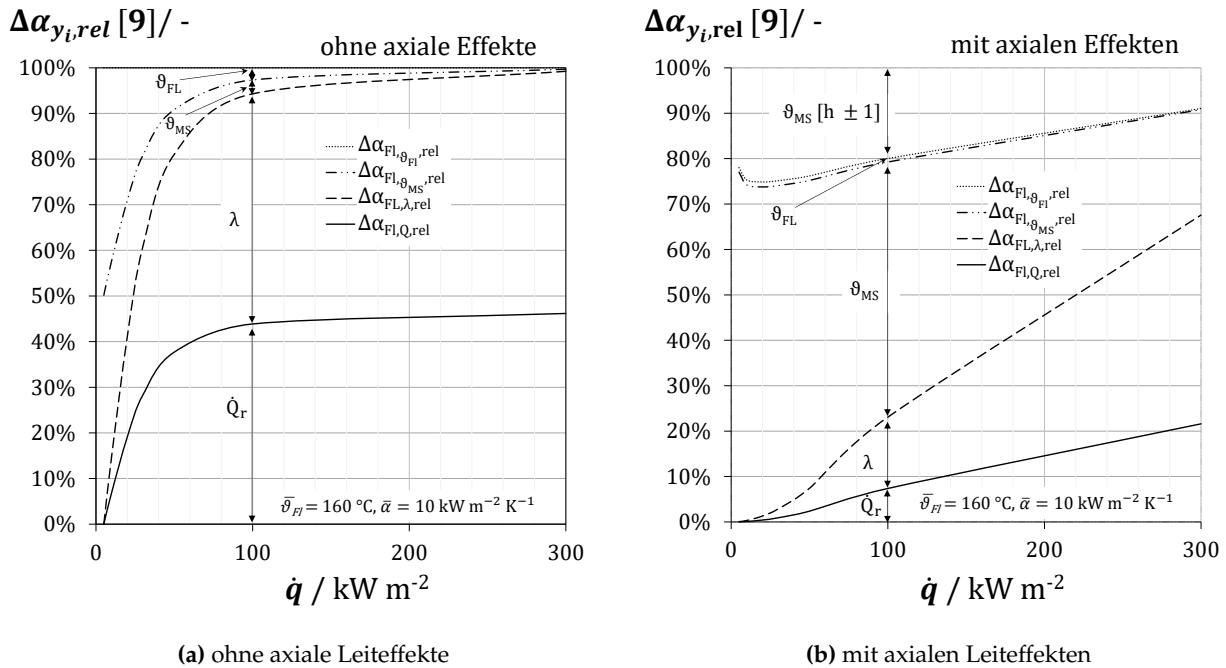 Δα_{y_i,rel} [9]/ -
ohne axiale Effekte
100%
90%
80%
70%
60%
50%
40%
30%
20%
10%
0%
ϑ_FL
ϑ_MS
Δα_{Fl,ϑ_Fl,rel}
Δα_{Fl,ϑ_MS,rel}
Δα_{FL,λ,rel}
Δα_{Fl,Q,rel}
λ
Q̇_r
ϑ̄_Fl = 160 °C, ᾱ = 10 kW m⁻² K⁻¹
0 100 200 300
q̇ / kW m⁻²
(a) ohne axiale Leiteffekte
Δα_{y_i,rel} [9]/ -
mit axialen Effekten
100%
90%
80%
70%
60%
50%
40%
30%
20%
10%
0%
ϑ_MS [h ± 1]
ϑ_FL
Δα_{Fl,ϑ_Fl,rel}
Δα_{Fl,ϑ_MS,rel}
Δα_{FL,λ,rel}
Δα_{Fl,Q,rel}
ϑ_MS
λ
Q̇_r
ϑ̄_Fl = 160 °C, ᾱ = 10 kW m⁻² K⁻¹
0 100 200 300
q̇ / kW m⁻²
(b) mit axialen Leiteffekten